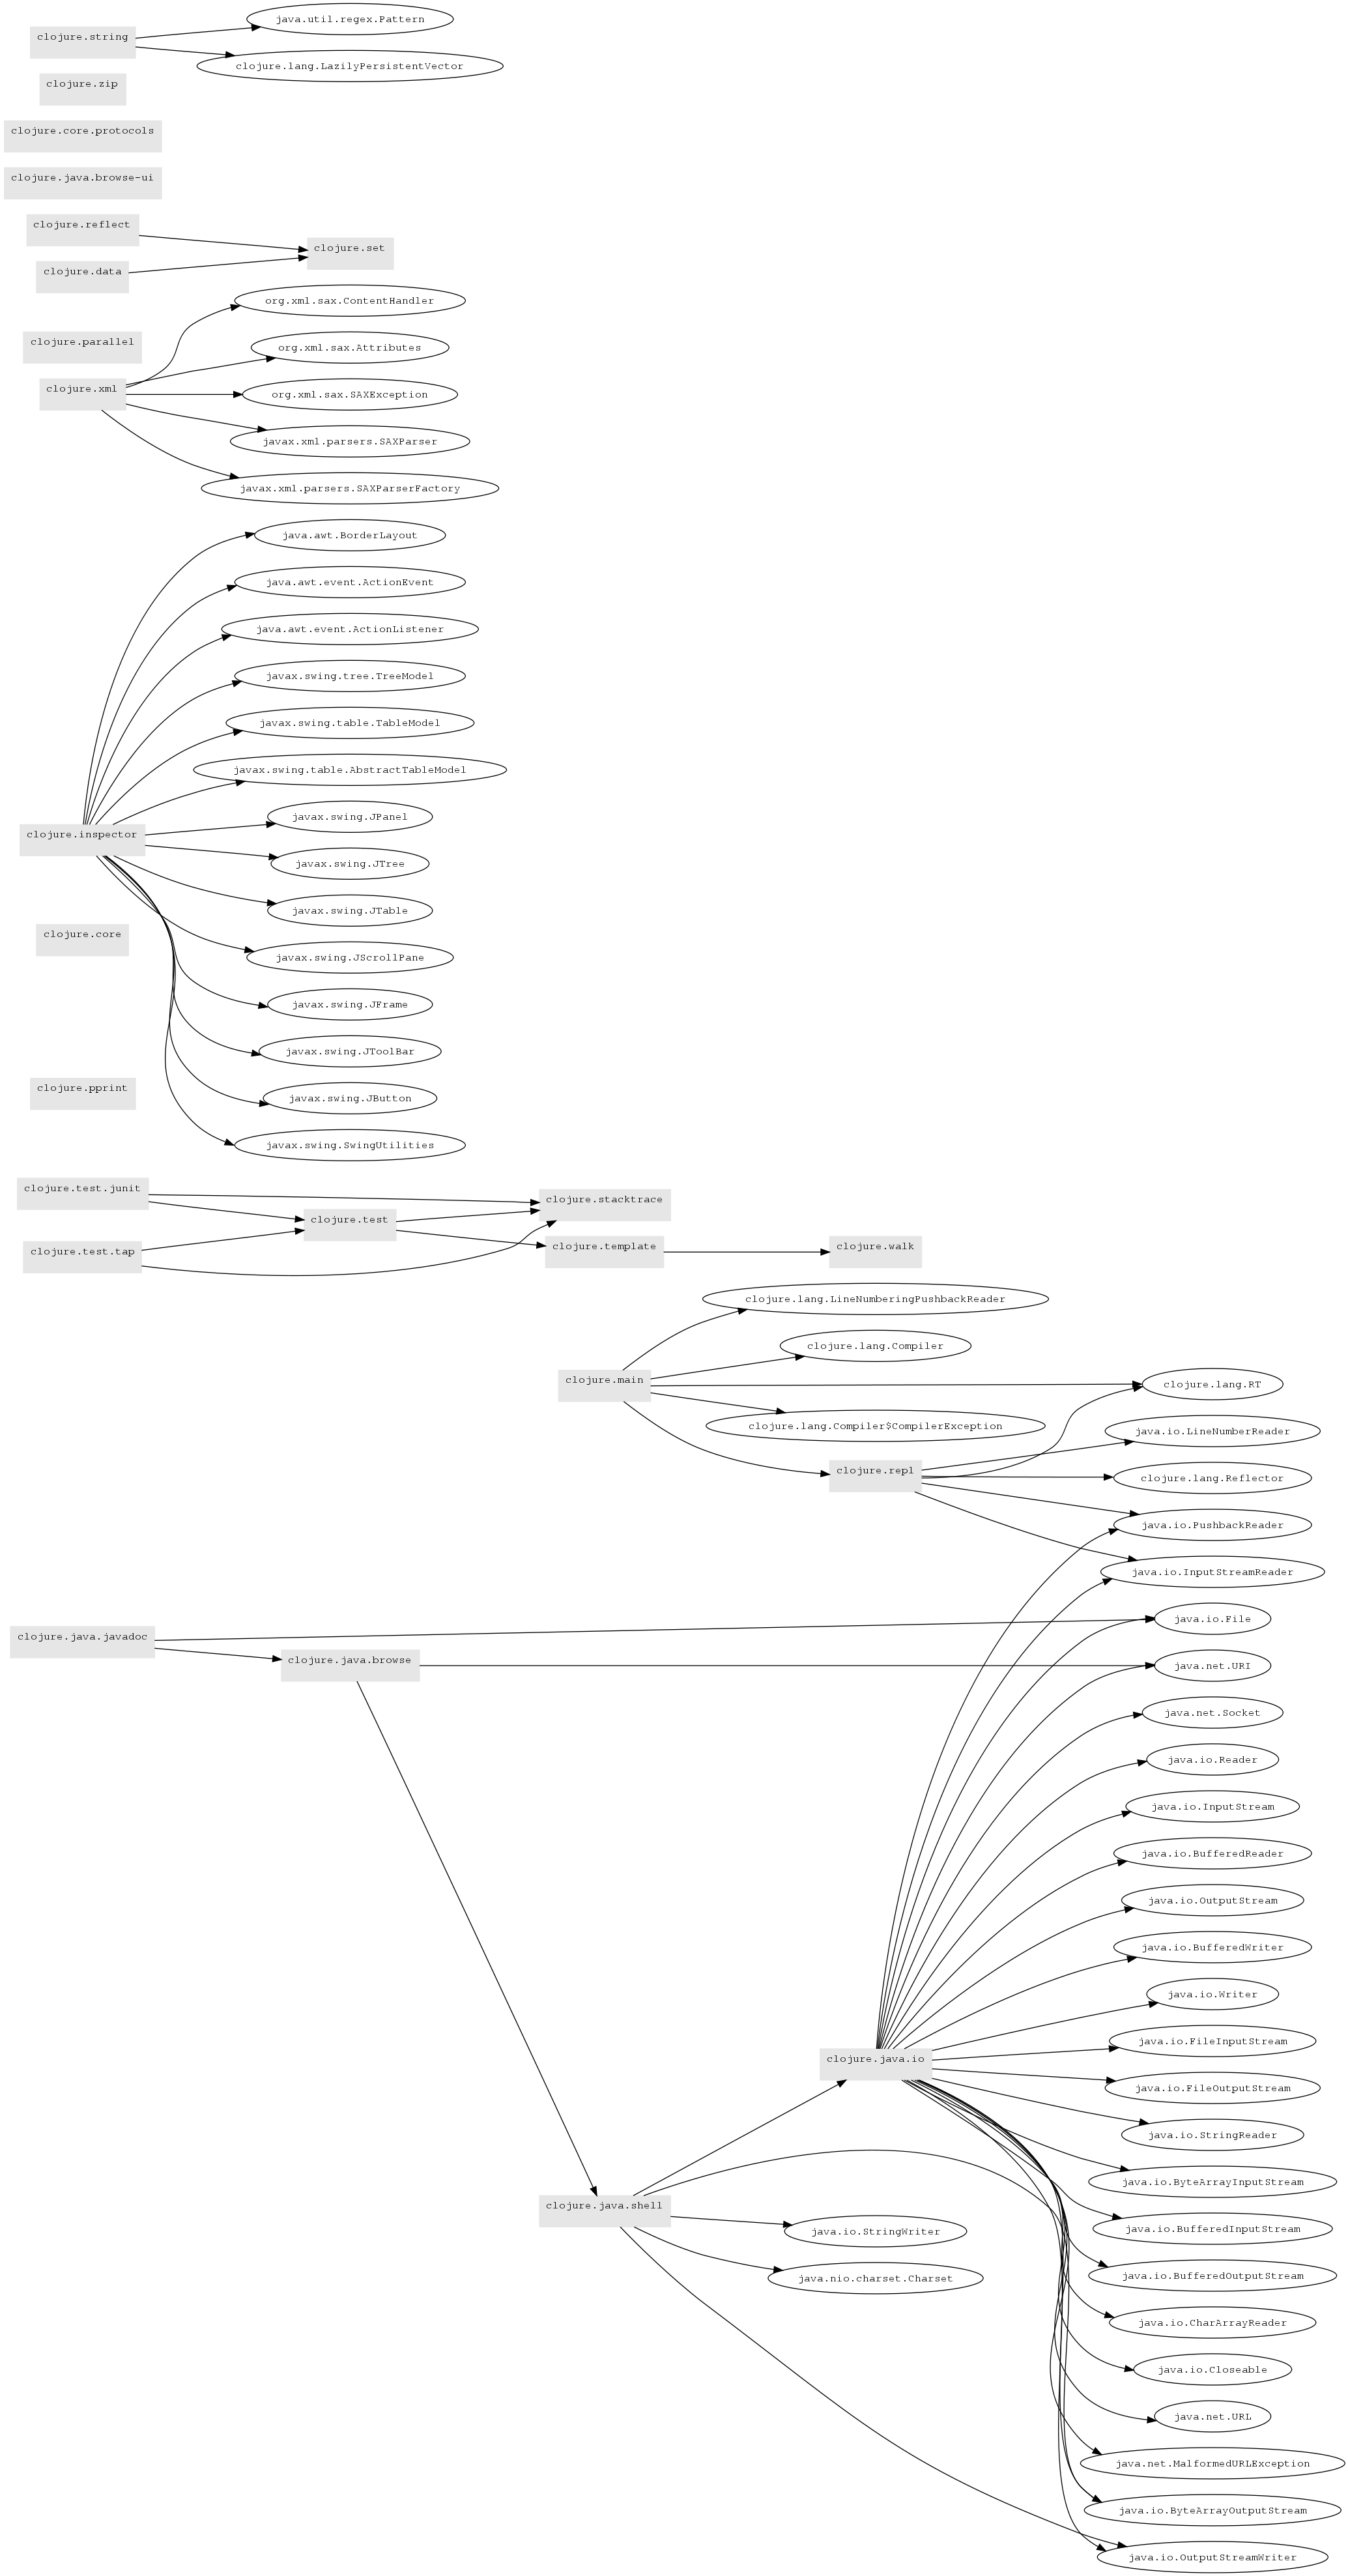 java.util.regex.Pattern
clojure.string
clojure.lang.LazilyPersistentVector
clojure.zip
clojure.core.protocols
clojure.java.browse-ui
clojure.reflect
clojure.set
clojure.data
org.xml.sax.ContentHandler
clojure.parallel
org.xml.sax.Attributes
clojure.xml
org.xml.sax.SAXException
javax.xml.parsers.SAXParser
javax.xml.parsers.SAXParserFactory
java.awt.BorderLayout
java.awt.event.ActionEvent
java.awt.event.ActionListener
javax.swing.tree.TreeModel
javax.swing.table.TableModel
javax.swing.table.AbstractTableModel
javax.swing.JPanel
clojure.inspector
javax.swing.JTree
javax.swing.JTable
clojure.core
javax.swing.JScrollPane
javax.swing.JFrame
javax.swing.JToolBar
clojure.pprint
javax.swing.JButton
javax.swing.SwingUtilities
clojure.test.junit
clojure.stacktrace
clojure.test
clojure.template
clojure.walk
clojure.test.tap
clojure.lang.LineNumberingPushbackReader
clojure.lang.Compiler
clojure.main
clojure.lang.RT
clojure.lang.Compiler$CompilerException
java.io.LineNumberReader
clojure.repl
clojure.lang.Reflector
java.io.PushbackReader
java.io.InputStreamReader
java.io.File
clojure.java.javadoc
clojure.java.browse
java.net.URI
java.net.Socket
java.io.Reader
java.io.InputStream
java.io.BufferedReader
java.io.OutputStream
java.io.BufferedWriter
java.io.Writer
java.io.FileInputStream
clojure.java.io
java.io.FileOutputStream
java.io.StringReader
java.io.ByteArrayInputStream
clojure.java.shell
java.io.BufferedInputStream
java.io.StringWriter
java.io.BufferedOutputStream
java.nio.charset.Charset
java.io.CharArrayReader
java.io.Closeable
java.net.URL
java.net.MalformedURLException
java.io.ByteArrayOutputStream
java.io.OutputStreamWriter